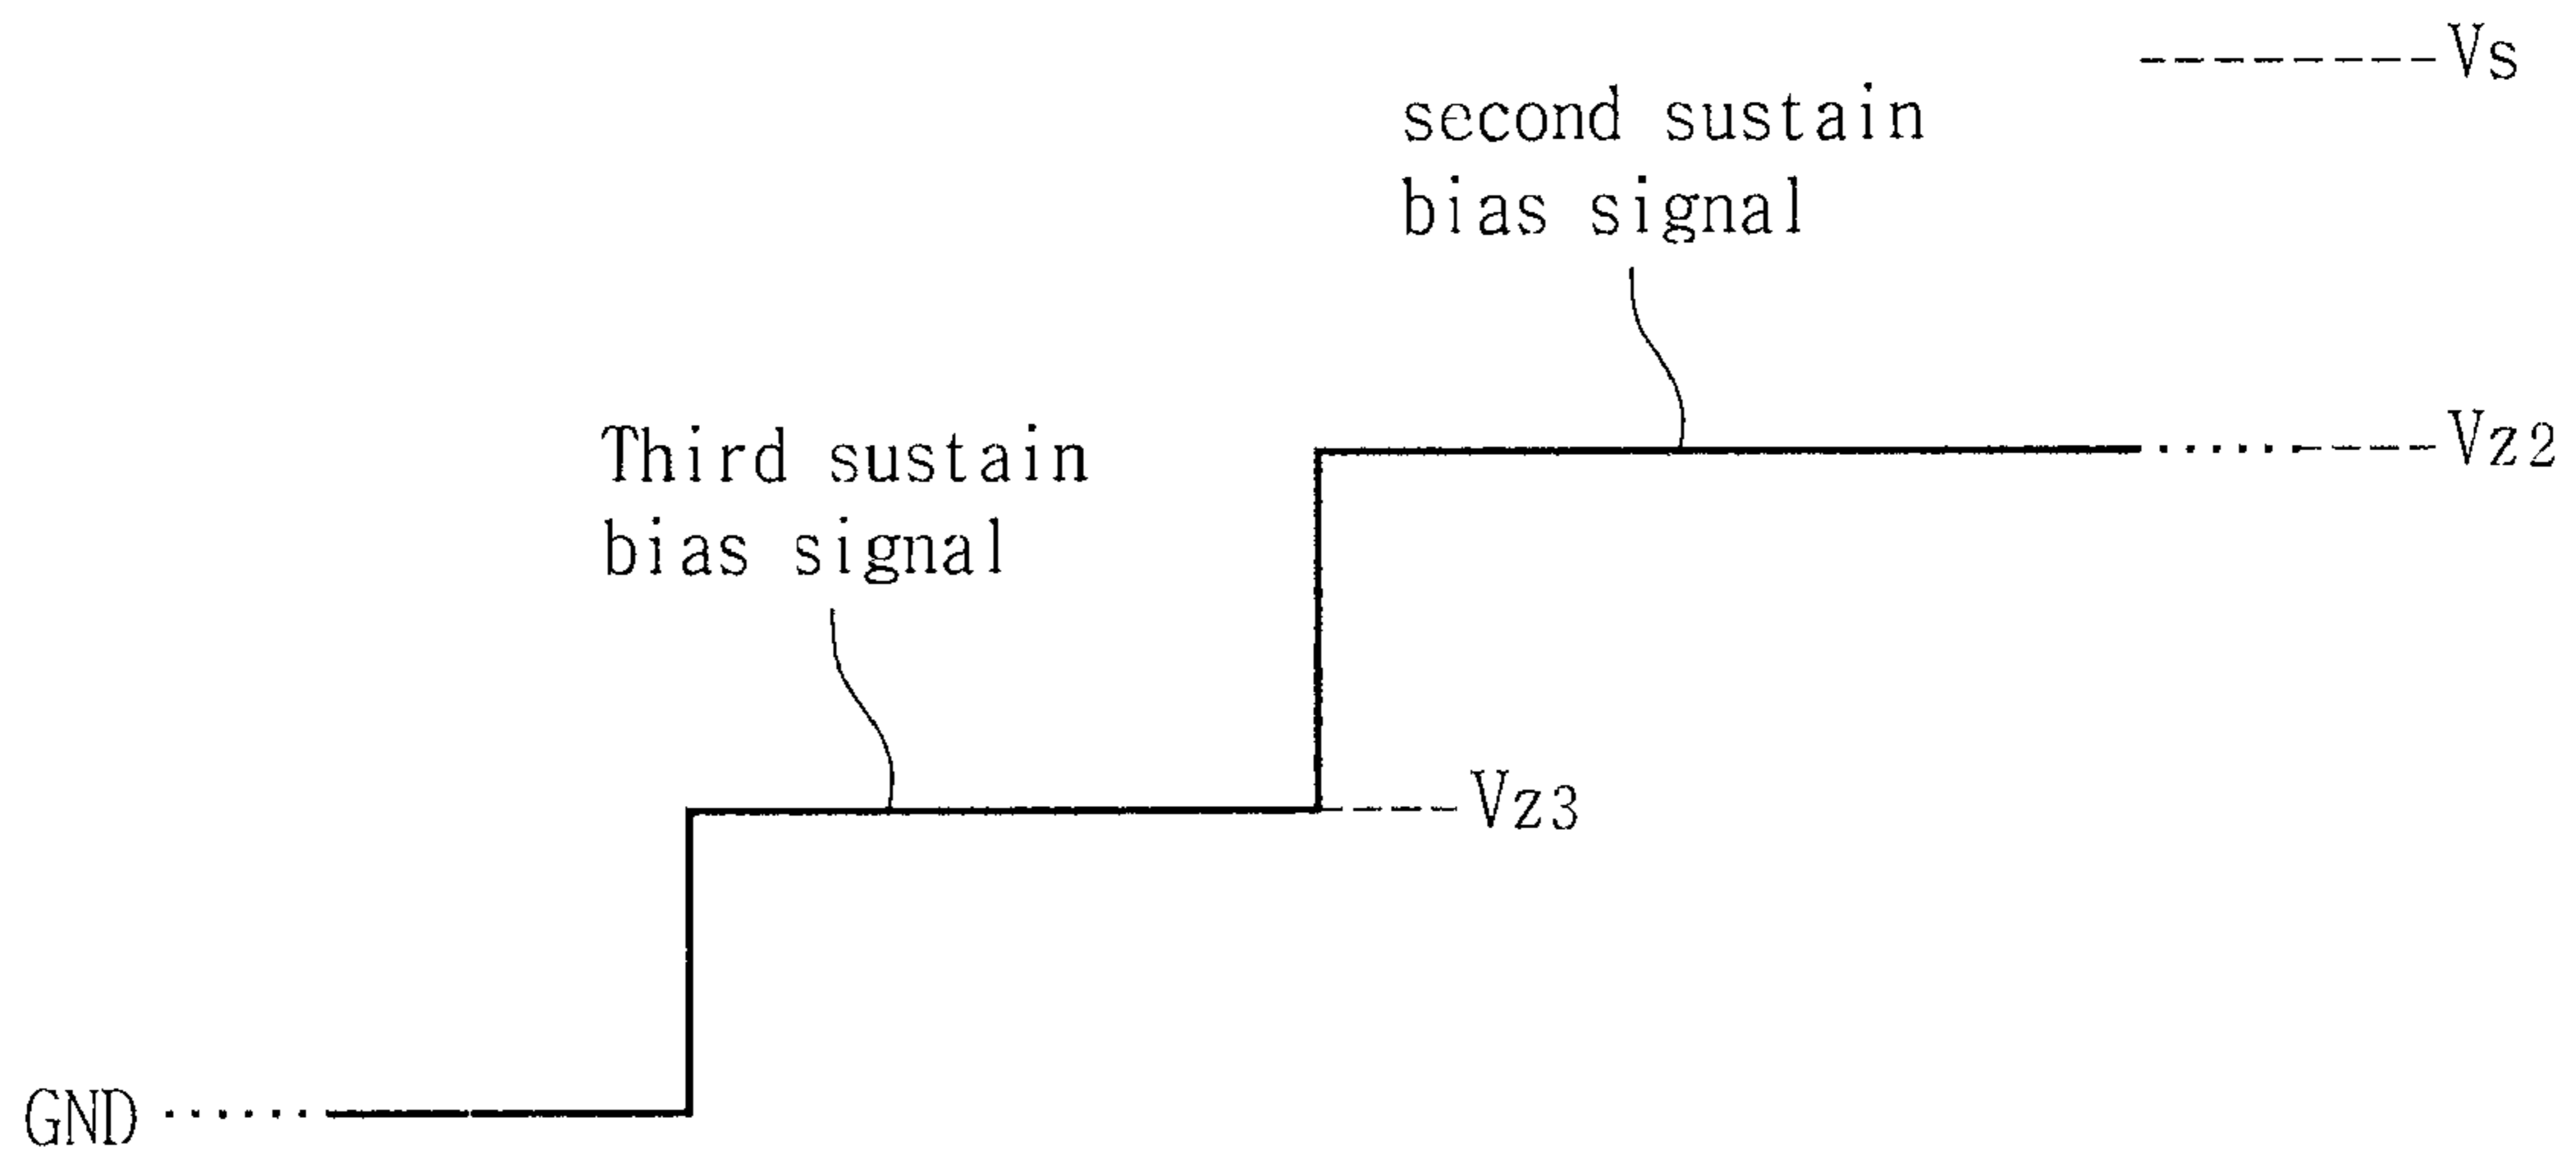 Vs
second sustain
bias signal
Third sustain
bias signal
Vz2
Vz3
GND